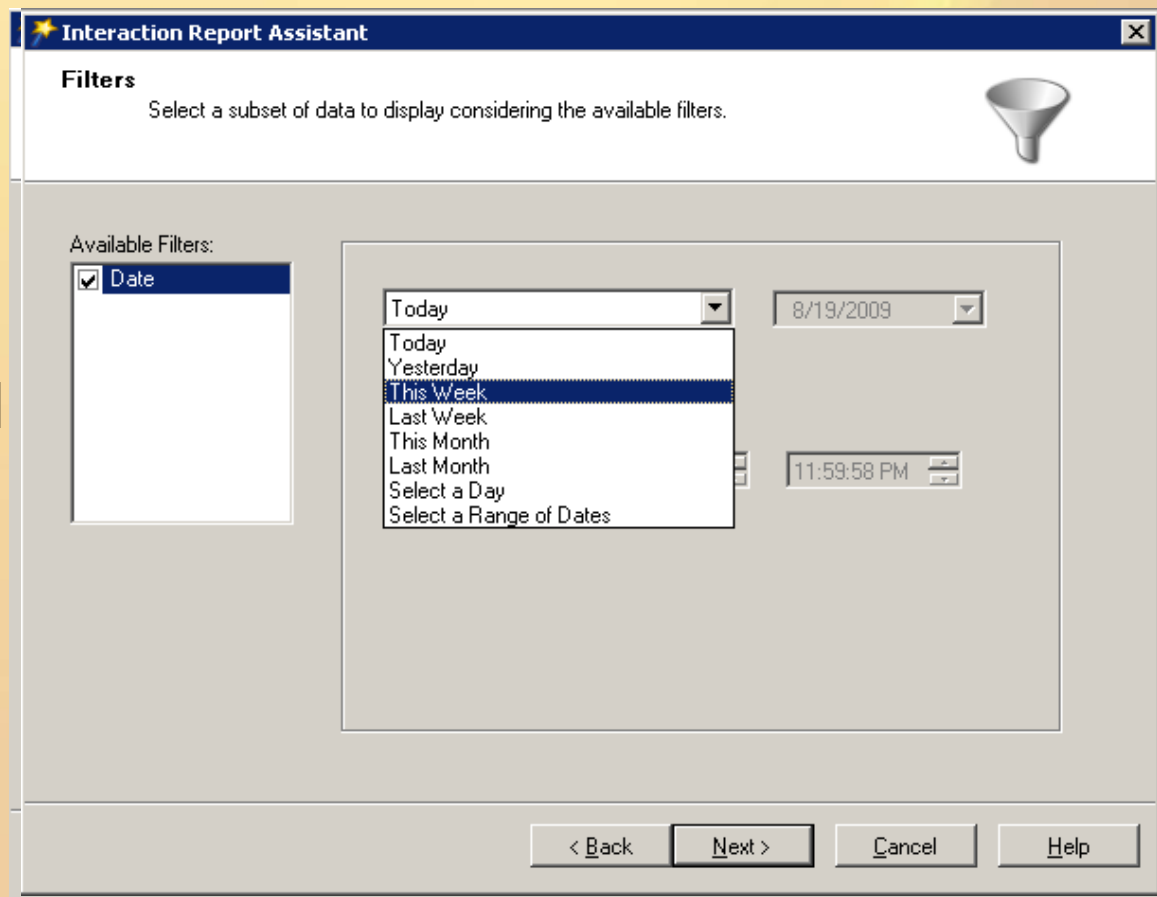 Interaction Report Assistant
Filters
Select a subset of data to display considering the available filters.
Available Filters:
Date
Today
8/19/2009
Today
Yesterday
This Week
Last Week
This Month
Last Month
Select a Day
Select a Range of Dates
11:59:58 PM
< Back
Next >
Cancel
Help